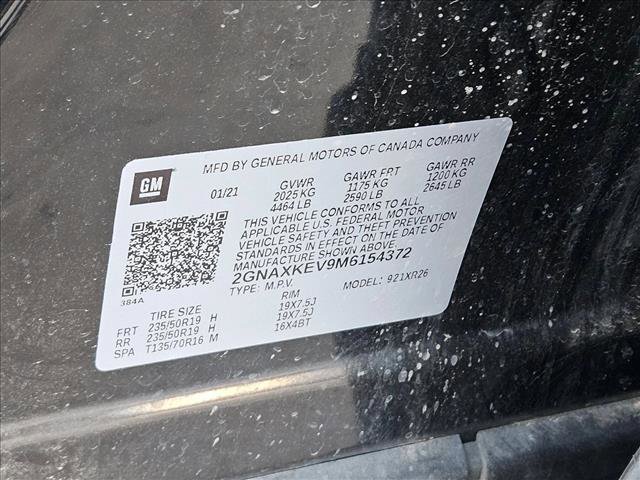 MFD BY GENERAL MOTORS OF CANADA COMPANY
GM
01/21 GVWR GAWR FRT GAWR RR
2025 KG 1175 KG 1200 KG
4464 LB 2590 LB 2645 LB
THIS VEHICLE CONFORMS TO ALL
APPLICABLE U.S. FEDERAL MOTOR
VEHICLE SAFETY AND THEFT PREVENTION
STANDARDS IN EFFECT ON THE DATE OF
MANUFACTURE SHOWN ABOVE.
2GNAXKEV9M6154372
384A
TYPE: M.P.V. MODEL: 921XR26
TIRE SIZE RIM
FRT 235/50R19 H 19X7.5J
RR 235/50R19 H 19X7.5J
SPA T135/70R16 M 16X4BT